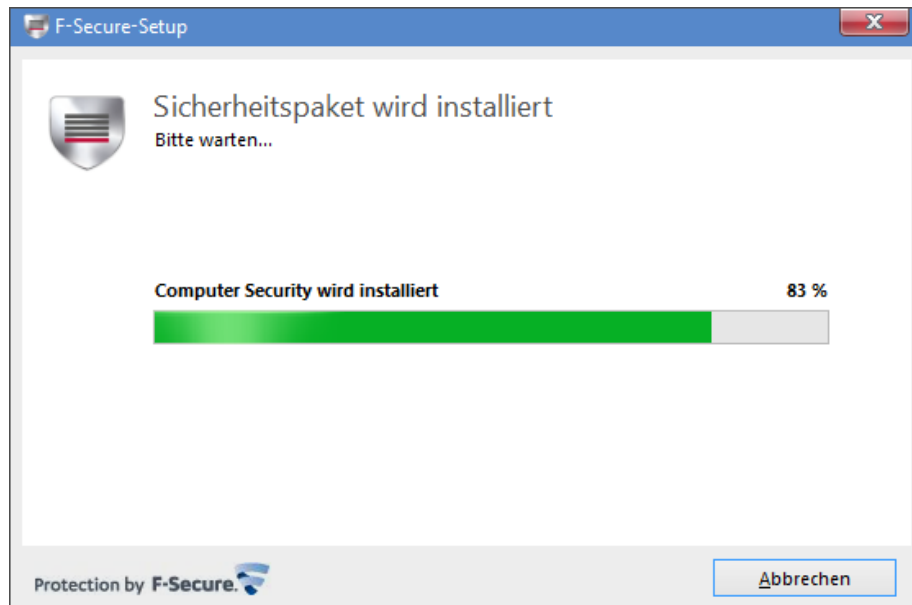 F-Secure-Setup
Sicherheitspaket wird installiert
Bitte warten...
Computer Security wird installiert 83 %
Protection by F-Secure.
Abbrechen